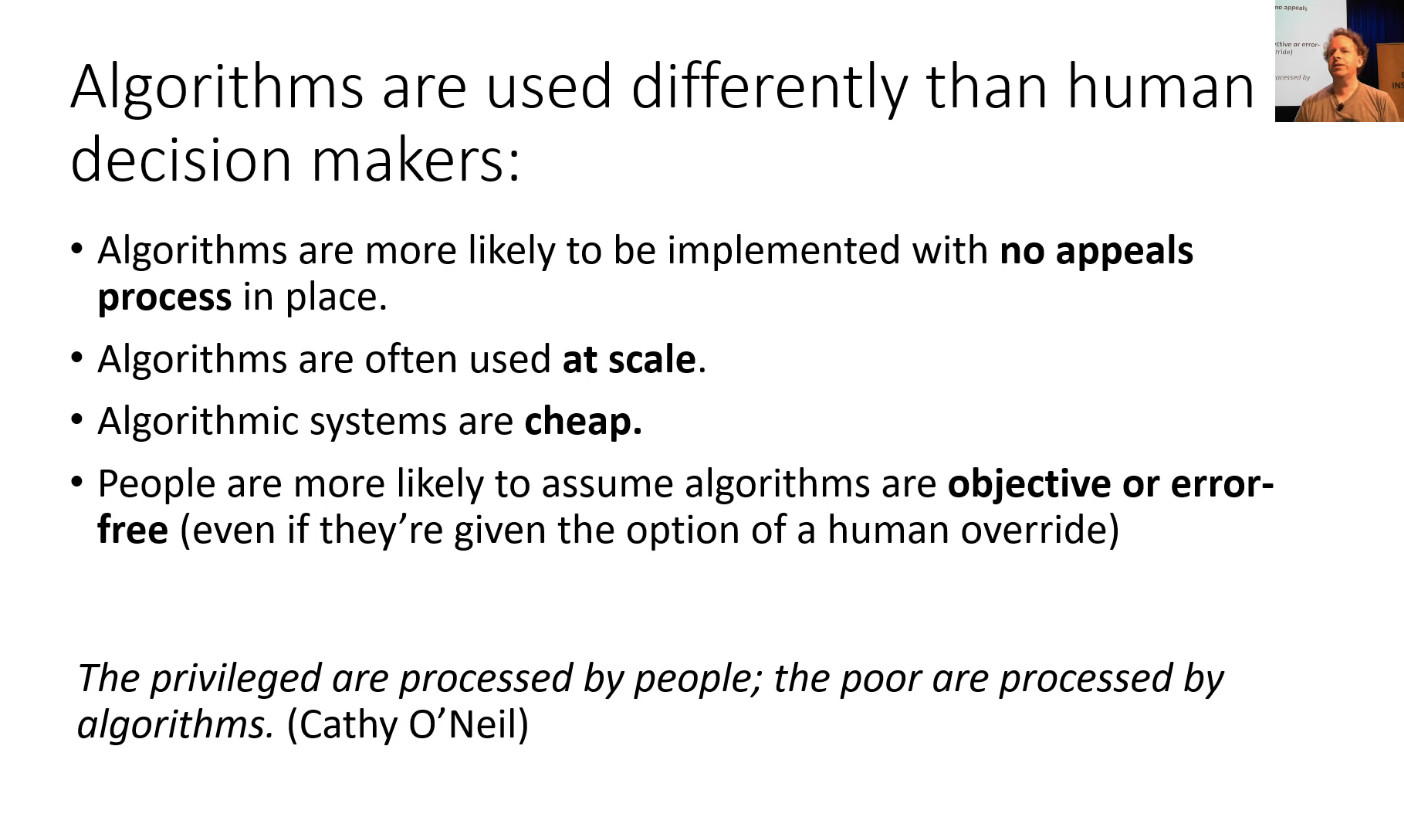 Algorithms are used differently than human
decision makers:
• Algorithms are more likely to be implemented with no appeals
process in place.
• Algorithms are often used at scale.
• Algorithmic systems are cheap.
• People are more likely to assume algorithms are objective or error-
free (even if they’re given the option of a human override)
The privileged are processed by people; the poor are processed by
algorithms. (Cathy O’Neil)
no appeals
ctive or error-
rride)
ocessed by
INS